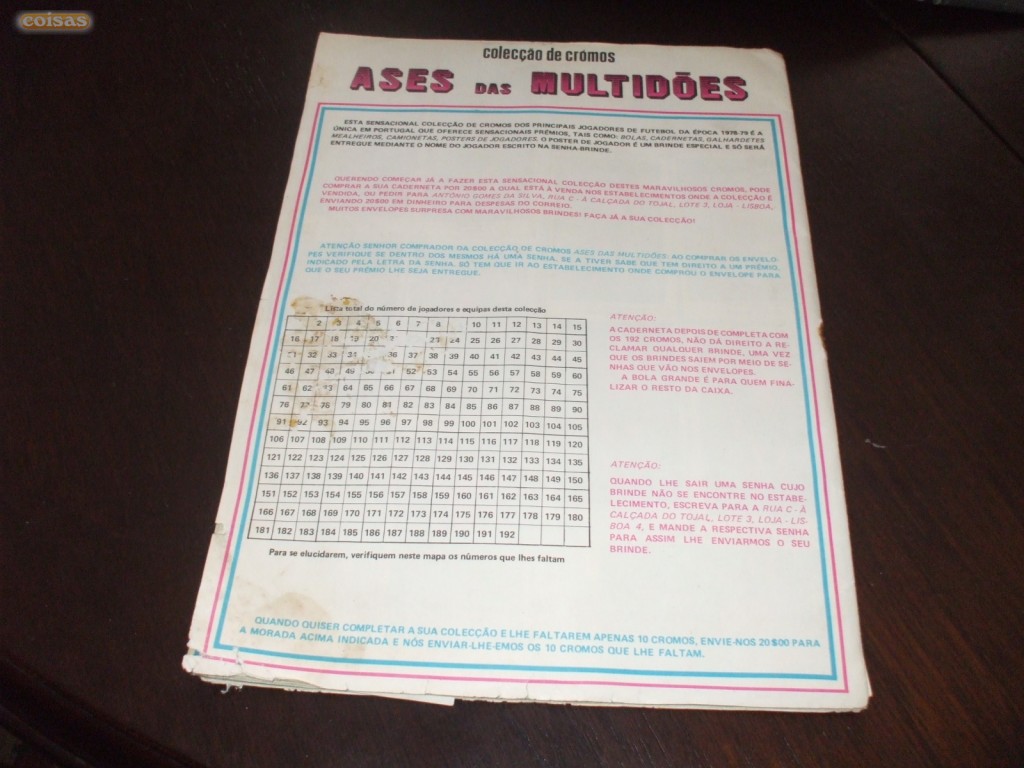 coisas
colecção de cromos
ASES DAS MULTIDÕES
ESTA SENSACIONAL COLECÇÃO DE CROMOS DOS PRINCIPAIS JOGADORES DE FUTEBOL DA ÉPOCA 1978-79 É A
ÚNICA EM PORTUGAL QUE OFERECE SENSACIONAIS PRÉMIOS, TAIS COMO: BOLAS, CADERNETAS, GALHARDETES
MEALHEIROS, CAMIONETAS, POSTERS DE JOGADORES. O POSTER DE JOGADOR É UM BRINDE ESPECIAL E SÓ SERÁ
ENTREGUE MEDIANTE O NOME DO JOGADOR ESCRITO NA SENHA-BRINDE.
QUERENDO COMEÇAR JÁ A FAZER ESTA SENSACIONAL COLECÇÃO DESTES MARAVILHOSOS CROMOS, PODE
COMPRAR A SUA CADERNETA POR 20$00 A QUAL ESTÁ À VENDA NOS ESTABELECIMENTOS ONDE A COLECÇÃO É
VENDIDA, OU PEDIR PARA ANTÓNIO GOMES DA SILVA, RUA C - À CALÇADA DO TOJAL, LOTE 3, LOJA - LISBOA,
ENVIANDO 20$00 EM DINHEIRO PARA DESPESAS DO CORREIO.
MUITOS ENVELOPES SURPRESA COM MARAVILHOSOS BRINDES! FAÇA JÁ A SUA COLECÇÃO!
ATENÇÃO SENHOR COMPRADOR DA COLECÇÃO DE CROMOS ASES DAS MULTIDÕES: AO COMPRAR OS ENVELO-
PES VERIFIQUE SE DENTRO DOS MESMOS HÁ UMA SENHA. SE A TIVER SABE QUE TEM DIREITO A UM PRÉMIO
INDICADO PELA LETRA DA SENHA. SÓ TEM QUE IR AO ESTABELECIMENTO ONDE COMPROU O ENVELOPE PARA
QUE O SEU PRÉMIO LHE SEJA ENTREGUE.
Lista total do número de jogadores e equipas desta colecção
2 3 4 5 6 7 8 10 11 12 13 14 15
16 17 18 19 20 23 24 25 26 27 28 29 30
31 32 33 34 36 37 38 39 40 41 42 43 44 45
46 47 48 49 50 52 53 54 55 56 57 58 59 60
61 62 63 64 65 66 67 68 69 70 71 72 73 74 75
76 77 78 79 80 81 82 83 84 85 86 87 88 89 90
91 92 93 94 95 96 97 98 99 100 101 102 103 104 105
106 107 108 109 110 111 112 113 114 115 116 117 118 119 120
121 122 123 124 125 126 127 128 129 130 131 132 133 134 135
136 137 138 139 140 141 142 143 144 145 146 147 148 149 150
151 152 153 154 155 156 157 158 159 160 161 162 163 164 165
166 167 168 169 170 171 172 173 174 175 176 177 178 179 180
181 182 183 184 185 186 187 188 189 190 191 192
Para se elucidarem, verifiquem neste mapa os números que lhes faltam
ATENÇÃO:
A CADERNETA DEPOIS DE COMPLETA COM
OS 192 CROMOS, NÃO DÁ DIREITO A RE-
CLAMAR QUALQUER BRINDE, UMA VEZ
QUE OS BRINDES SAIEM POR MEIO DE SE-
NHAS QUE VÃO NOS ENVELOPES.
A BOLA GRANDE É PARA QUEM FINA-
LIZAR O RESTO DA CAIXA.
ATENÇÃO:
QUANDO LHE SAIR UMA SENHA CUJO
BRINDE NÃO SE ENCONTRE NO ESTABE-
LECIMENTO, ESCREVA PARA A RUA C - À
CALÇADA DO TOJAL, LOTE 3, LOJA - LIS-
BOA 4, E MANDE A RESPECTIVA SENHA
PARA ASSIM LHE ENVIARMOS O SEU
BRINDE.
QUANDO QUISER COMPLETAR A SUA COLECÇÃO E LHE FALTAREM APENAS 10 CROMOS, ENVIE-NOS 20$00 PARA
A MORADA ACIMA INDICADA E NÓS ENVIAR-LHE-EMOS OS 10 CROMOS QUE LHE FALTAM.